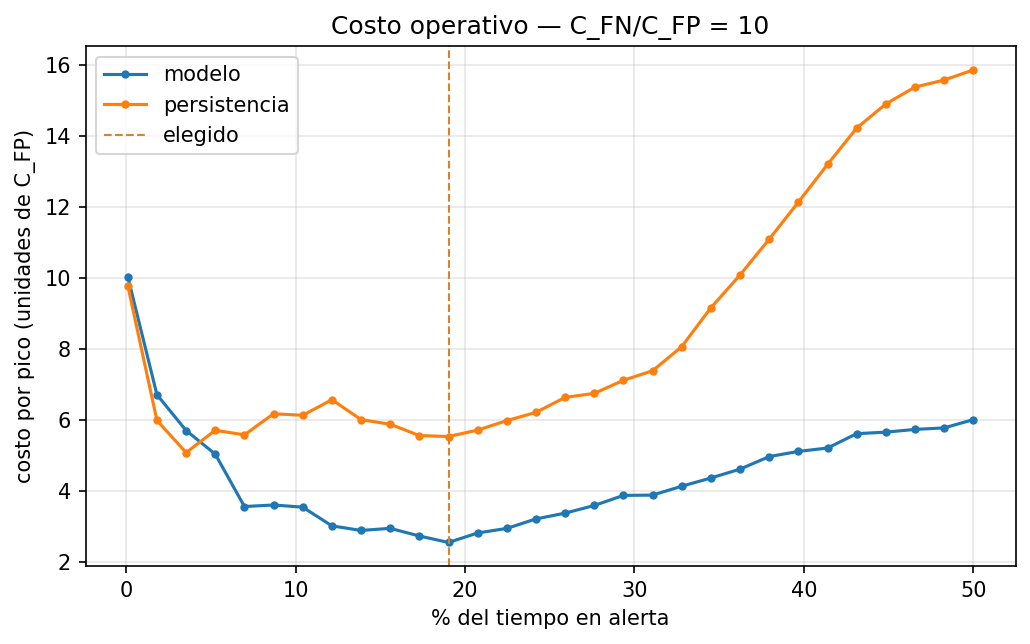 Costo operativo — C_FN/C_FP = 10
costo por pico (unidades de C_FP)
16
14
12
10
8
6
4
2
modelo
persistencia
elegido
0 10 20 30 40 50
% del tiempo en alerta